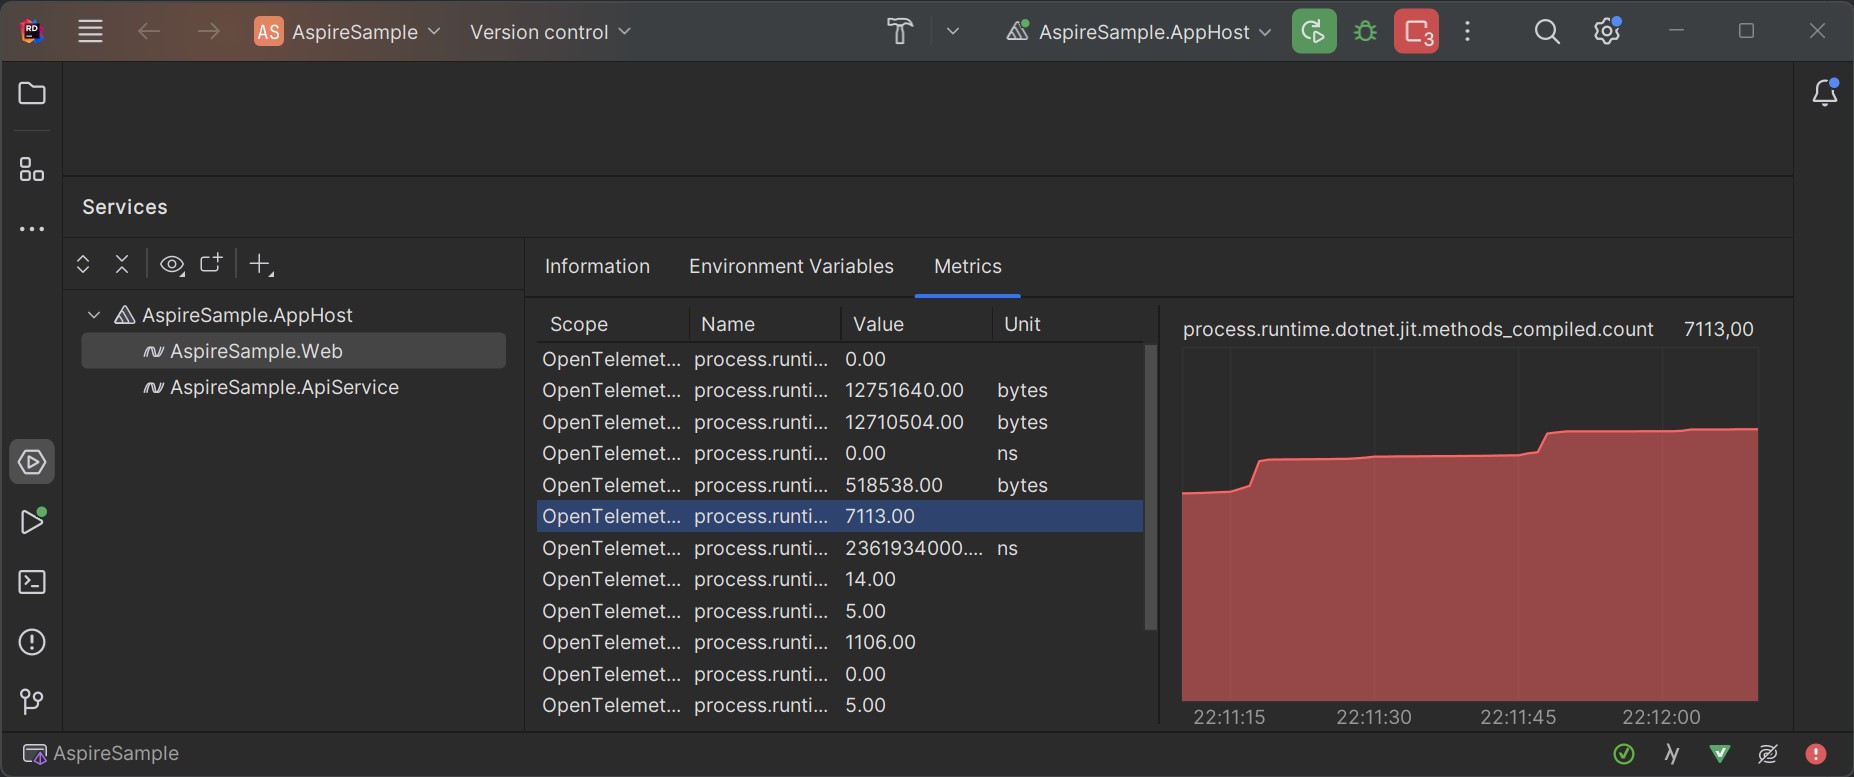 RD
AS AspireSample
Version control
AspireSample.AppHost
3
Services
Information
Environment Variables
Metrics
AspireSample.AppHost
AspireSample.Web
AspireSample.ApiService
Scope Name Value Unit
OpenTelemet... process.runti... 0.00
OpenTelemet... process.runti... 12751640.00 bytes
OpenTelemet... process.runti... 12710504.00 bytes
OpenTelemet... process.runti... 0.00 ns
OpenTelemet... process.runti... 518538.00 bytes
OpenTelemet... process.runti... 7113.00
OpenTelemet... process.runti... 2361934000.... ns
OpenTelemet... process.runti... 14.00
OpenTelemet... process.runti... 5.00
OpenTelemet... process.runti... 1106.00
OpenTelemet... process.runti... 0.00
OpenTelemet... process.runti... 5.00
process.runtime.dotnet.jit.methods_compiled.count 7113,00
22:11:15 22:11:30 22:11:45 22:12:00
AspireSample